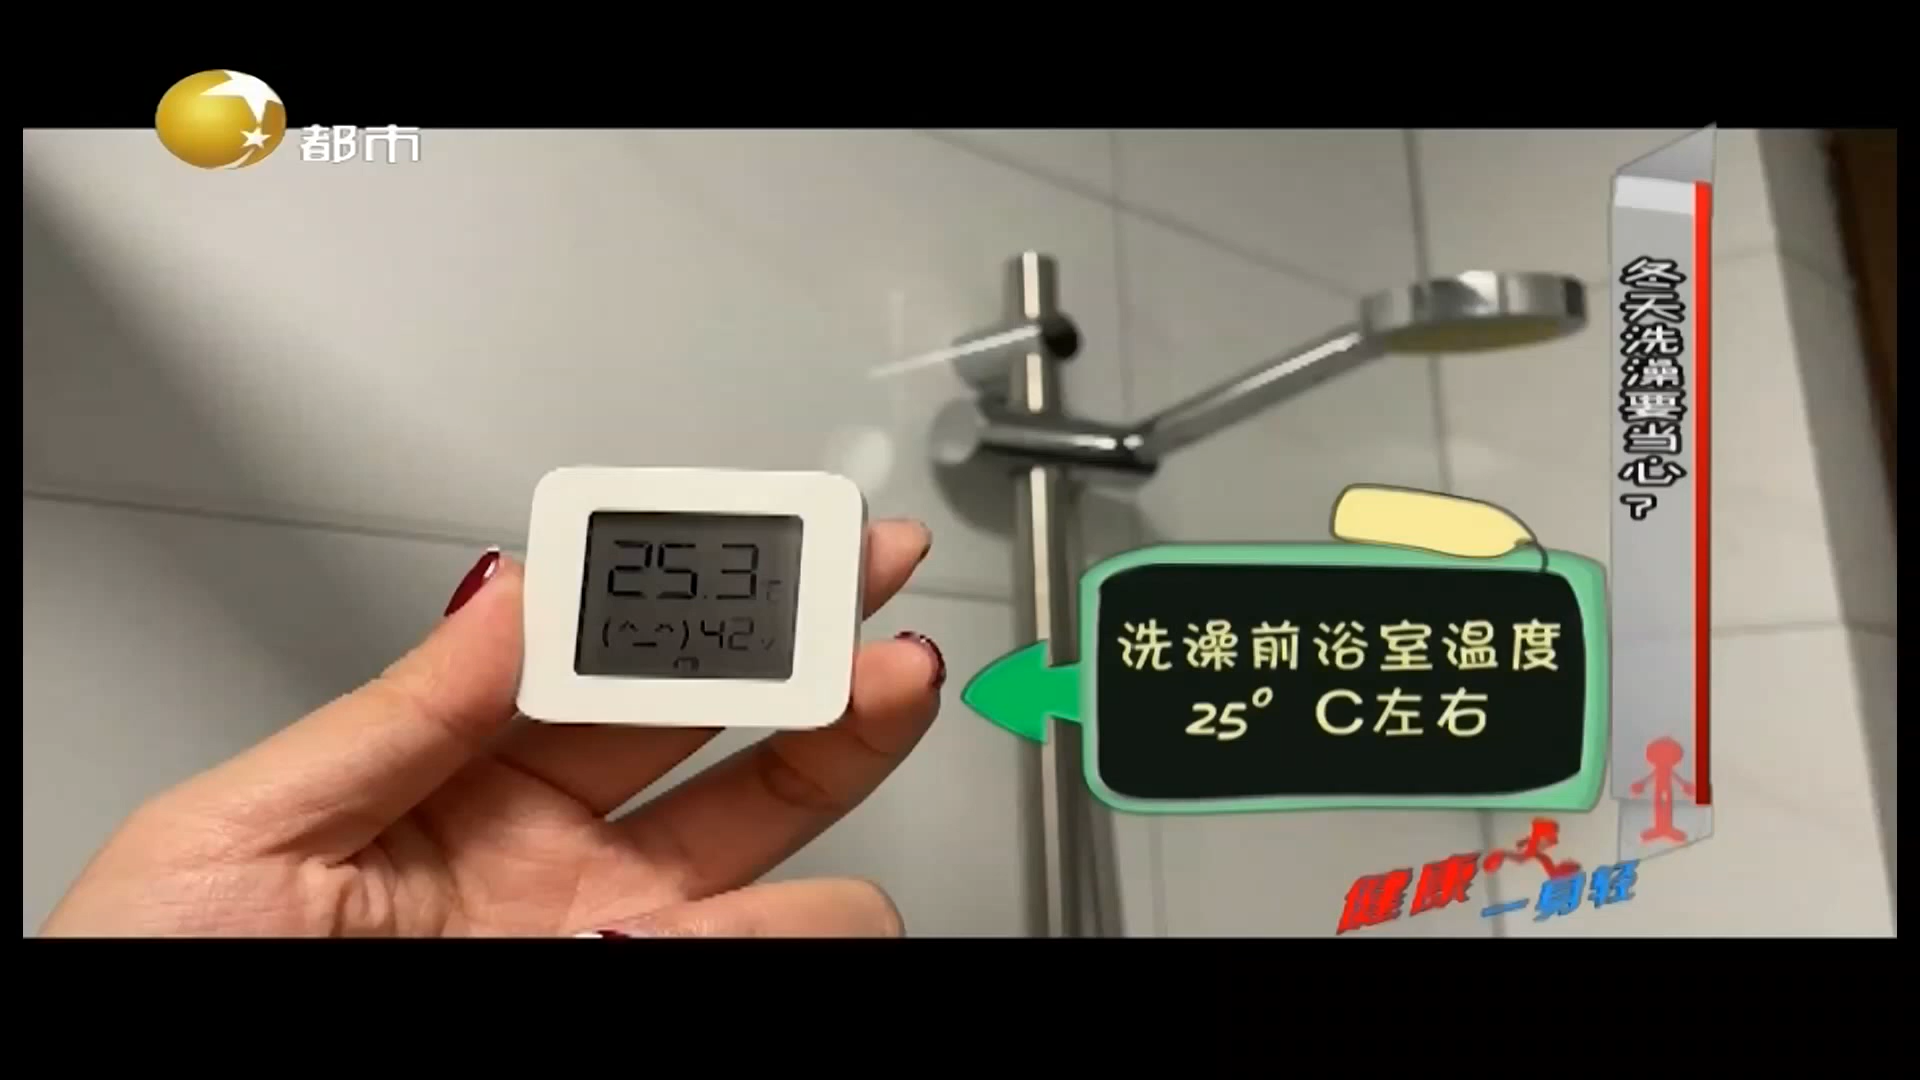 都市
冬天洗澡要当心了
25.3°C
(^_^)42%
洗澡前浴室温度
25° C左右
健康
一身轻